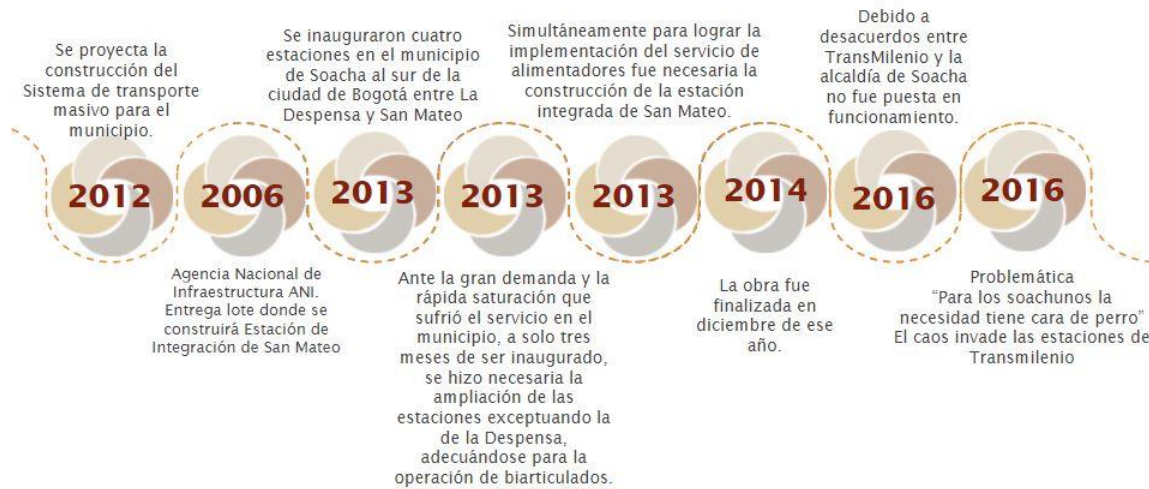 Se proyecta la
construcción del
Sistema de transporte
masivo para el
municipio.
2012
2006
Agencia Nacional de
Infraestructura ANI.
Entrega lote donde se
construirá Estación de
Integración de San Mateo
Se inauguraron cuatro
estaciones en el municipio
de Soacha al sur de la
ciudad de Bogotá entre La
Despensa y San Mateo
2013
2013
Ante la gran demanda y la
rápida saturación que
sufrió el servicio en el
municipio, a solo tres
meses de ser inaugurado,
se hizo necesaria la
ampliación de las
estaciones exceptuando la
de la Despensa,
adecuándose para la
operación de biarticulados.
Simultáneamente para lograr la
implementación del servicio de
alimentadores fue necesaria la
construcción de la estación
integrada de San Mateo.
2013
2014
La obra fue
finalizada en
diciembre de ese
año.
Debido a
desacuerdos entre
TransMilenio y la
alcaldía de Soacha
no fue puesta en
funcionamiento.
2016
2016
Problemática
“Para los soachunos la
necesidad tiene cara de perro”
El caos invade las estaciones de
Transmilenio